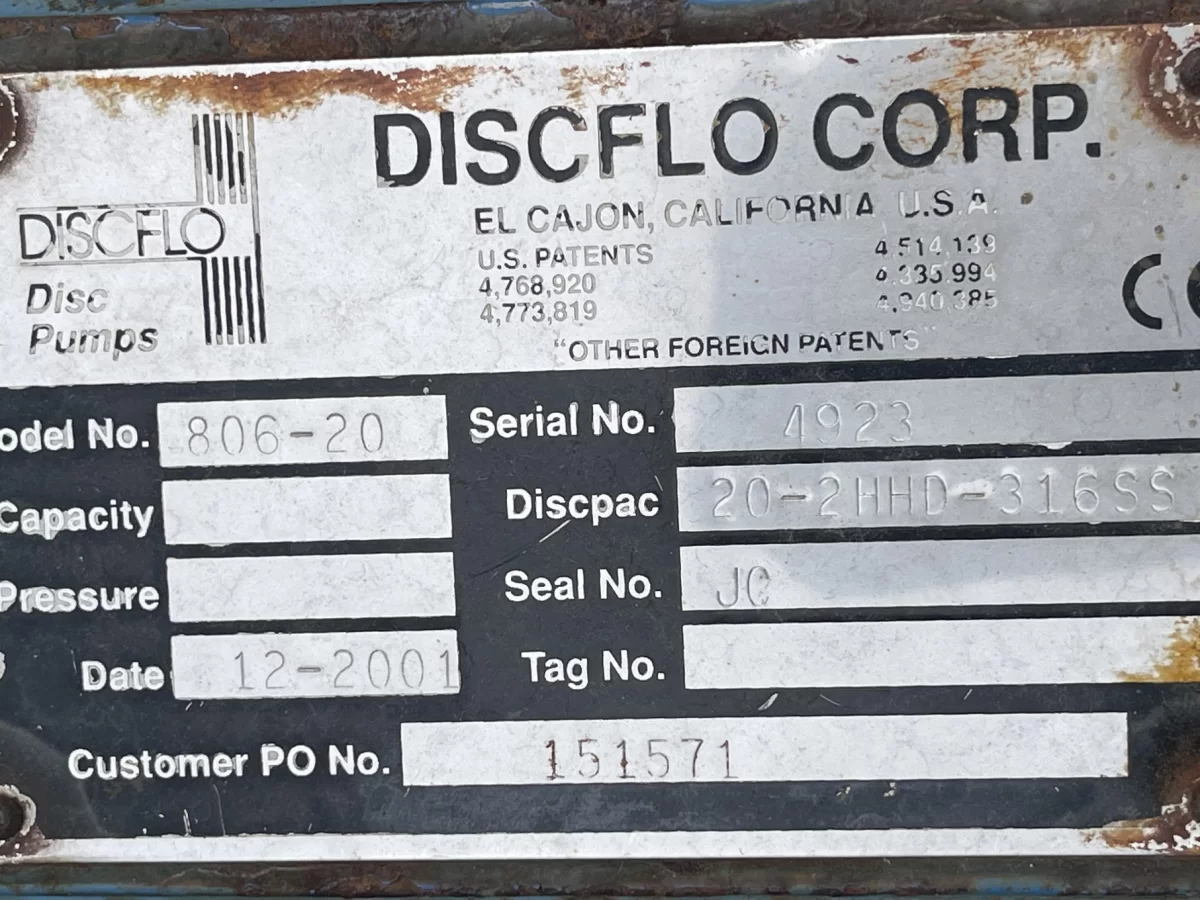 DISCFLO CORP.
EL CAJON, CALIFORNIA U.S.A.
U.S. PATENTS
4,768,920
4,773,819
4,514,139
4,335,994
4,940,385
"OTHER FOREIGN PATENTS"
DISCFLO
Disc
Pumps
CE
odel No. 806-20
Serial No. 4923
Capacity
Discpac 20-2HHD-316SS
Pressure
Seal No. JC
Date 12-2001
Tag No.
Customer PO No. 151571